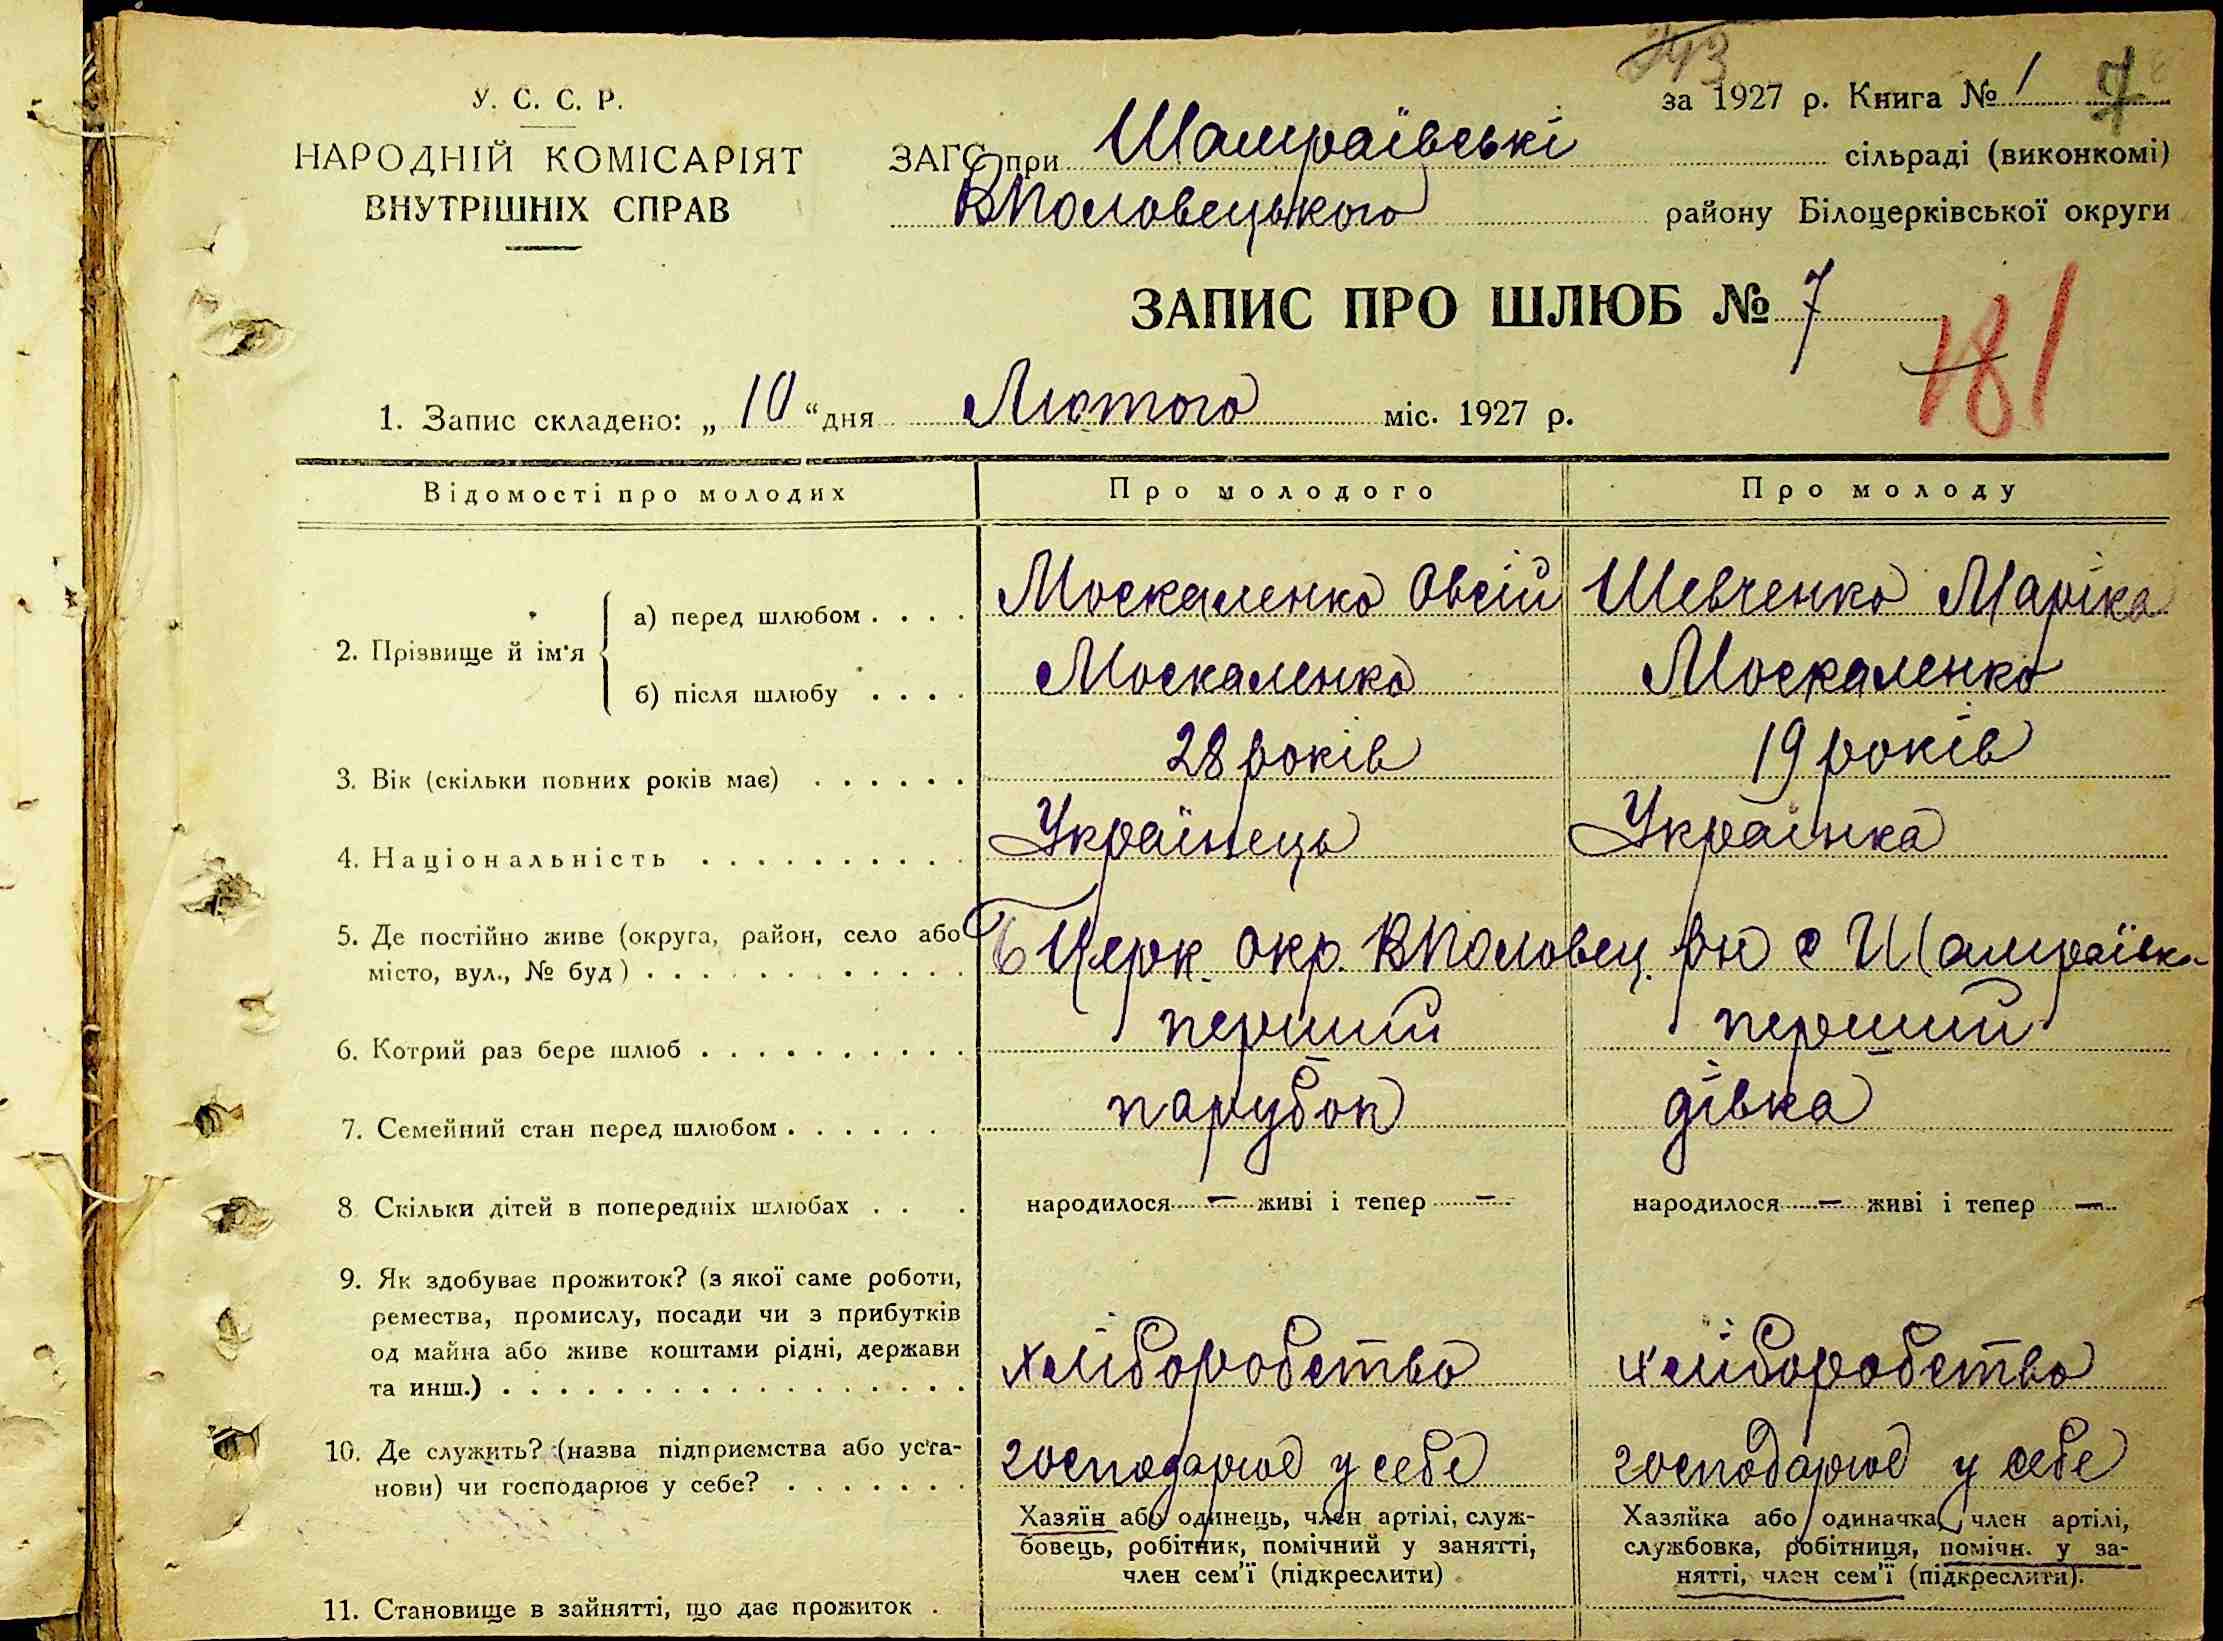 243
за 1927 р. Книга № 1 7
У. С. С. Р.
НАРОДНІЙ КОМІСАРІЯТ
ВНУТРІШНІХ СПРАВ
ЗАГС при Шамраївські сільраді (виконкомі)
ВПоловецького району Білоцерківської округи
ЗАПИС ПРО ШЛЮБ № 7
181
1. Запис складено: „ 10 “ дня Лютого міс. 1927 р.
Відомості про молодих Про молодого Про молоду
2. Прізвище й ім'я
а) перед шлюбом . . . . Москаленко Овсій Шевченко Маріка
б) після шлюбу . . . . Москаленко Москаленко
3. Вік (скільки повних років має) . . . . . . 28 років 19 років
4. Національність . . . . . . . . . . Українець Українка
5. Де постійно живе (округа, район, село або
місто, вул., № буд) . . . . . . . . . . . Б Церк. окр. ВПоловец. рн с Шамраївка
6. Котрий раз бере шлюб . . . . . . . . . . перший перший
7. Семейний стан перед шлюбом . . . . . . парубок дівка
8 Скільки дітей в попередніх шлюбах . . . народилося — живі і тепер — народилося — живі і тепер —
9. Як здобуває прожиток? (з якої саме роботи,
ремества, промислу, посади чи з прибутків
од майна або живе коштами рідні, держави
та инш.) . . . . . . . . . . . . . . . . . хліборобство хліборобство
10. Де служить? (назва підприємства або уста-
нови) чи господарює у себе? . . . . . . . господарює у себе господарює у себе
Хазяїн або одинець, член артілі, служ-
бовець, робітник, помічний у занятті,
член сем'ї (підкреслити)
Хазяйка або одиначка, член артілі,
службовка, робітниця, помічн. у за-
нятті, член сем'ї (підкреслити).
11. Становище в зайнятті, що дає прожиток .